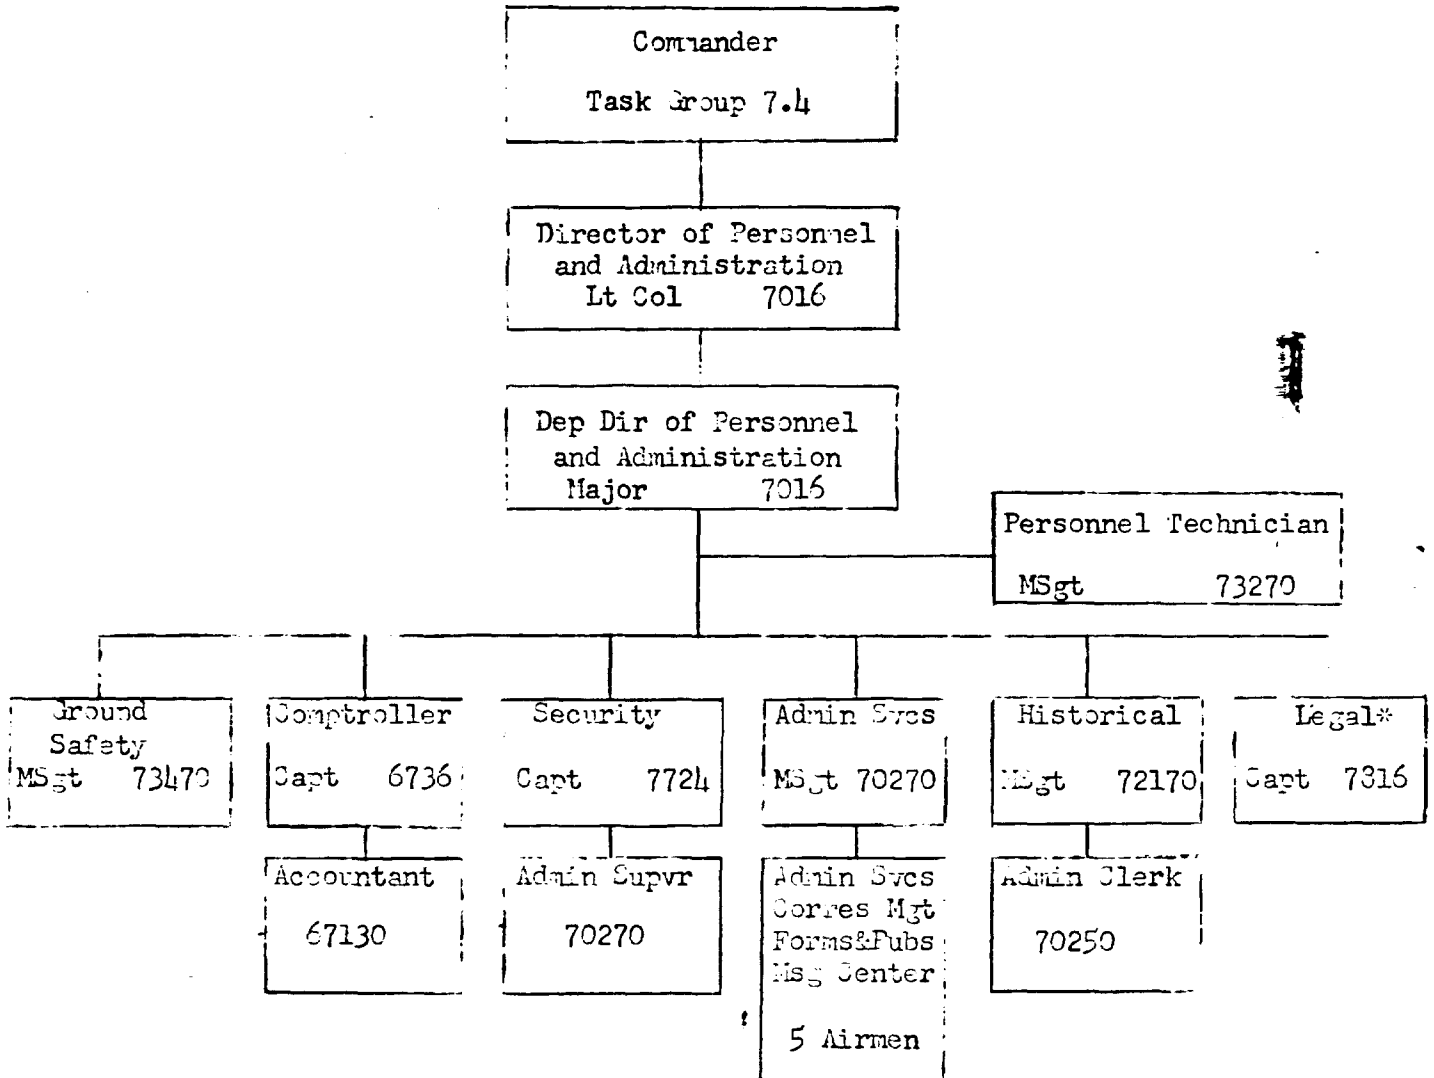 Commander
Task Group 7.4
Director of Personnel
and Administration
Lt Col 7016
Dep Dir of Personnel
and Administration
Major 7016
Personnel Technician
MSgt 73270
Ground
Safety
MSgt 73470
Comptroller
Capt 6736
Security
Capt 7724
Admin Svcs
MSgt 70270
Historical
MSgt 72170
Legal*
Capt 7316
Accountant
67130
Admin Supvr
70270
Admin Svcs
Corres Mgt
Forms&Pubs
Msg Center
5 Airmen
Admin Clerk
70250